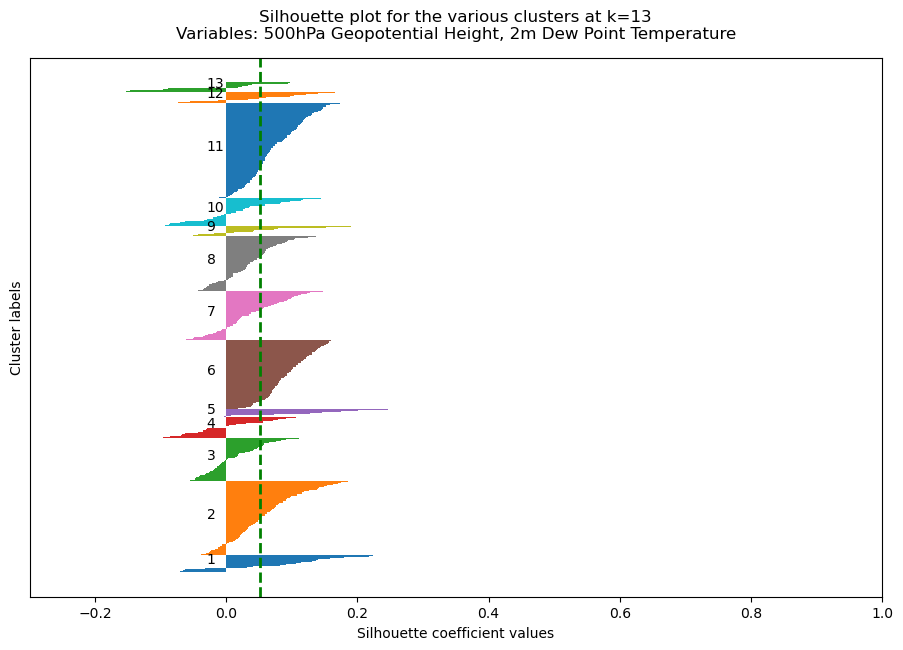 Silhouette plot for the various clusters at k=13
Variables: 500hPa Geopotential Height, 2m Dew Point Temperature
Cluster labels
13
12
11
10
9
8
7
6
5
4
3
2
1
−0.2 0.0 0.2 0.4 0.6 0.8 1.0
Silhouette coefficient values